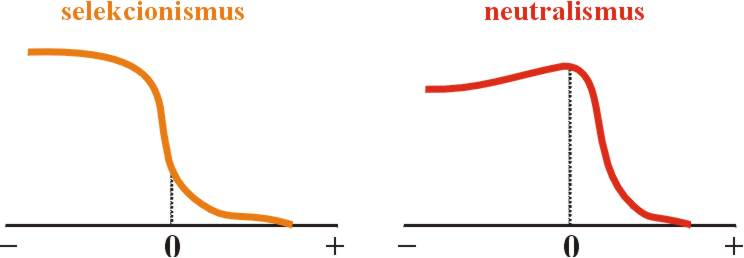 selekcionismus
neutralismus
− 0 +
− 0 +